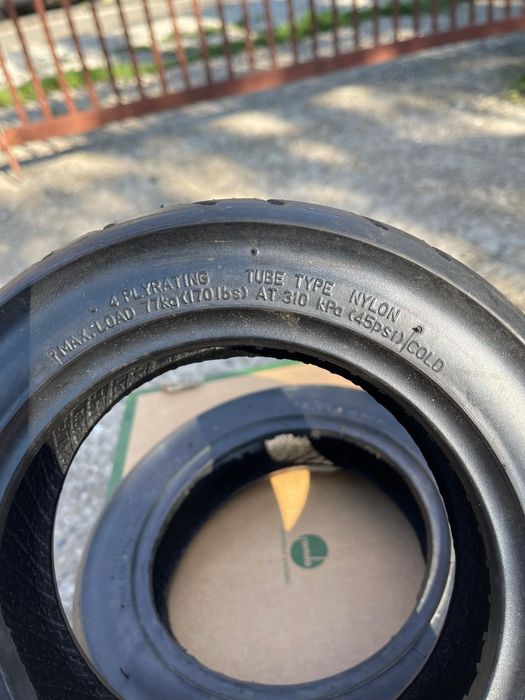 4 PLYRATING TUBE TYPE NYLON
MAX. LOAD 77kg(170lbs) AT 310 kPa (45psi) COLD